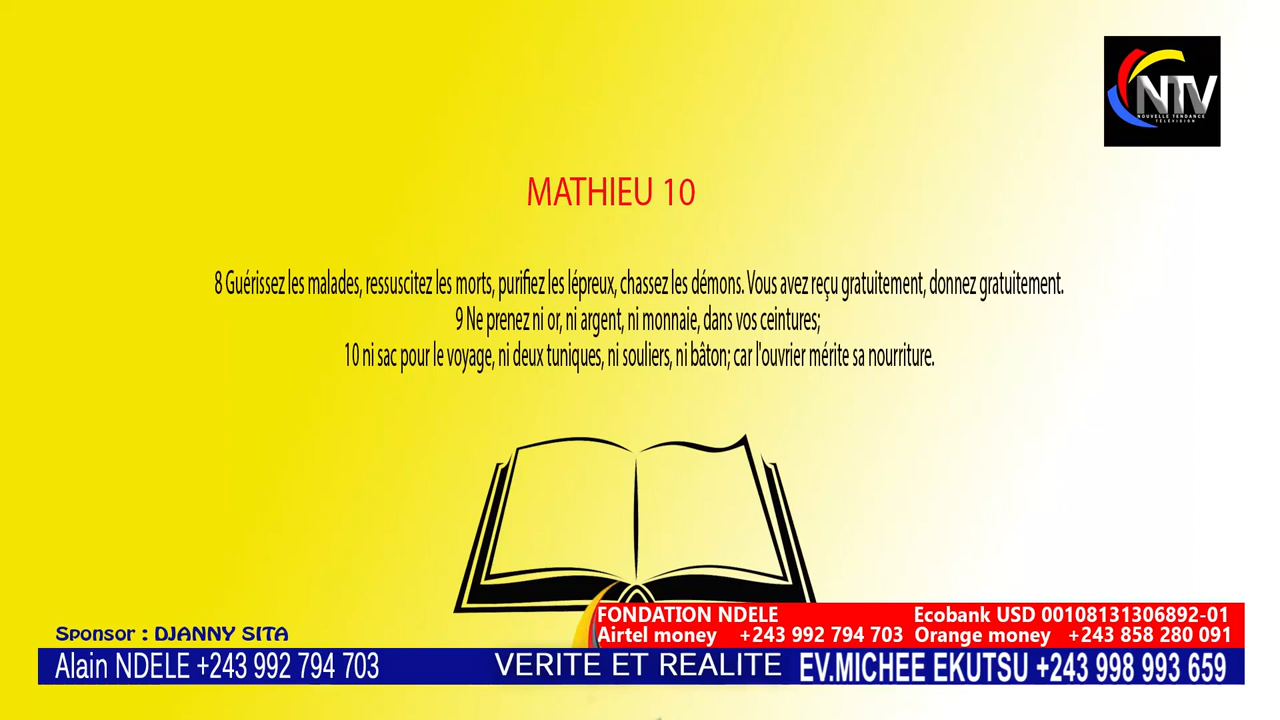 NTV
NOUVELLE TENDANCE
TELEVISION
MATHIEU 10
8 Guérissez les malades, ressuscitez les morts, purifiez les lépreux, chassez les démons. Vous avez reçu gratuitement, donnez gratuitement.
9 Ne prenez ni or, ni argent, ni monnaie, dans vos ceintures;
10 ni sac pour le voyage, ni deux tuniques, ni souliers, ni bâton; car l'ouvrier mérite sa nourriture.
FONDATION NDELE Ecobank USD 00108131306892-01
Sponsor : DJANNY SITA Airtel money +243 992 794 703 Orange money +243 858 280 091
Alain NDELE +243 992 794 703 VERITE ET REALITE EV.MICHEE EKUTSU +243 998 993 659